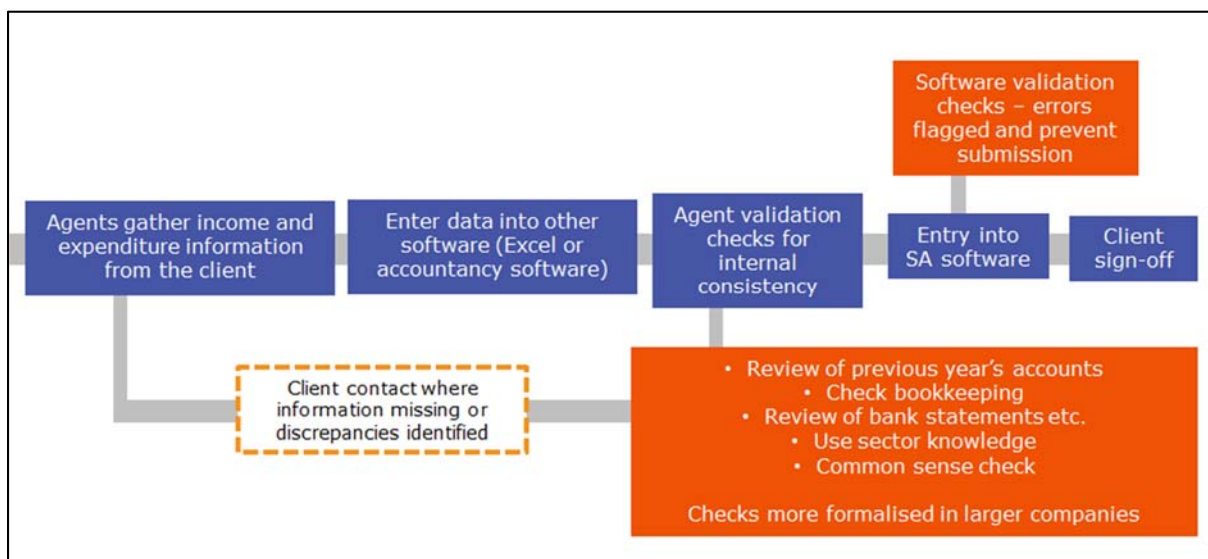 Software validation
checks – errors
flagged and prevent
submission
Agents gather income and
expenditure information
from the client
Enter data into other
software (Excel or
accountancy software)
Agent validation
checks for
internal
consistency
Entry into
SA software
Client
sign-off
Client contact where
information missing or
discrepancies identified
• Review of previous year's accounts
• Check bookkeeping
• Review of bank statements etc.
• Use sector knowledge
• Common sense check
Checks more formalised in larger companies